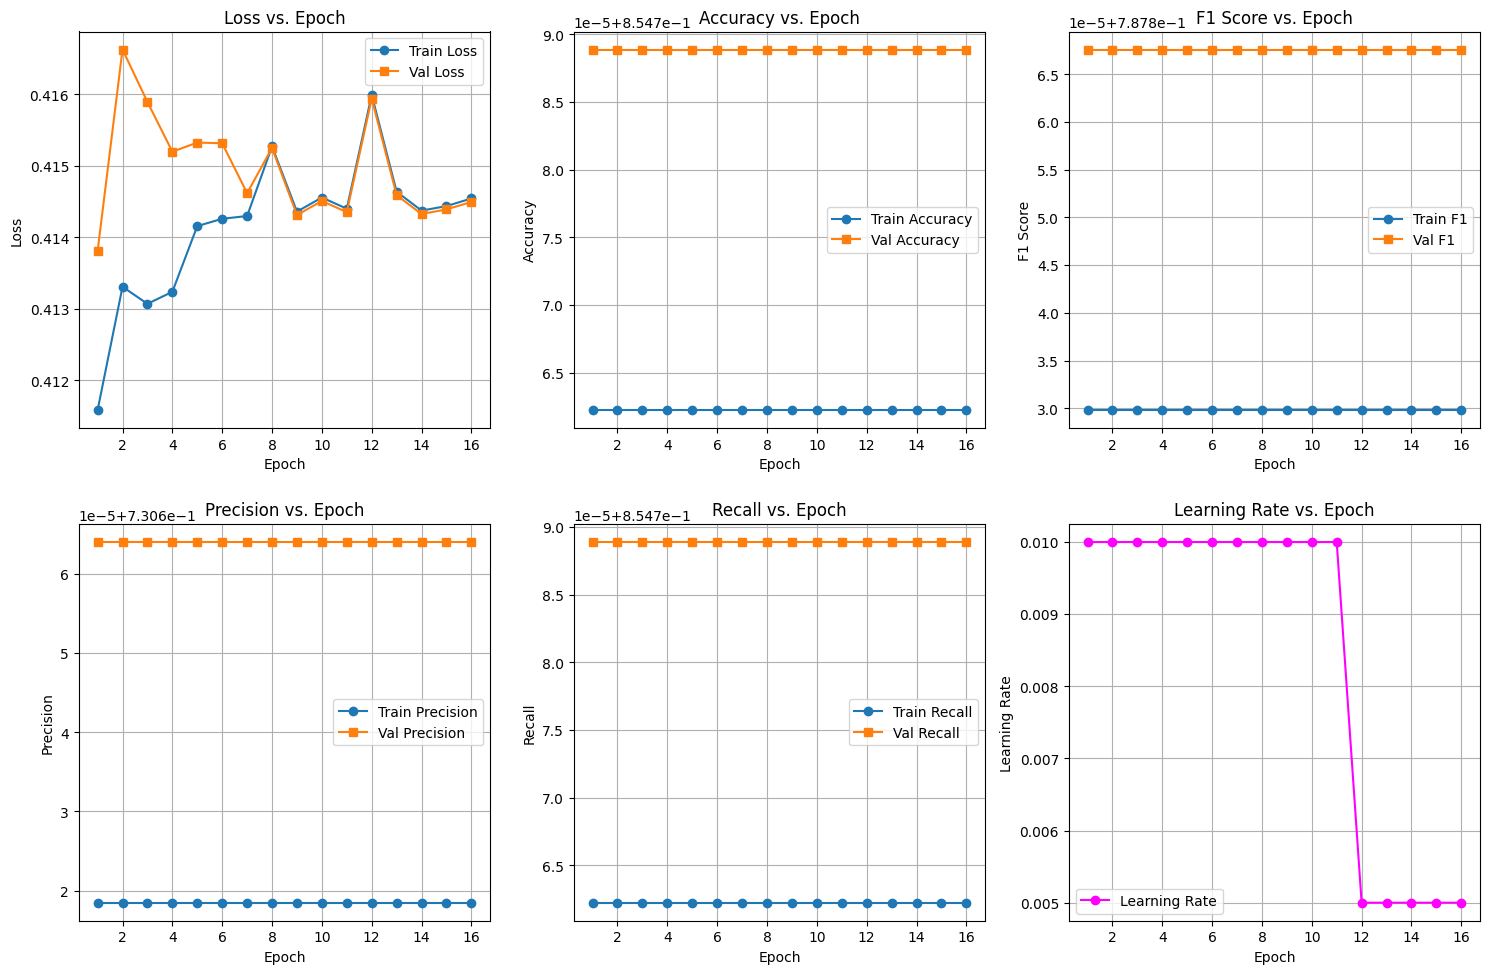 Loss vs. Epoch
Train Loss
Val Loss
0.416
0.415
0.414
0.413
0.412
Loss
2 4 6 8 10 12 14 16
Epoch
1e−5+8.547e−1
Accuracy vs. Epoch
9.0
8.5
8.0
7.5
7.0
6.5
Accuracy
Train Accuracy
Val Accuracy
2 4 6 8 10 12 14 16
Epoch
1e−5+7.878e−1
F1 Score vs. Epoch
6.5
6.0
5.5
5.0
4.5
4.0
3.5
3.0
F1 Score
Train F1
Val F1
2 4 6 8 10 12 14 16
Epoch
1e−5+7.306e−1
Precision vs. Epoch
6
5
4
3
2
Precision
Train Precision
Val Precision
2 4 6 8 10 12 14 16
Epoch
1e−5+8.547e−1
Recall vs. Epoch
9.0
8.5
8.0
7.5
7.0
6.5
Recall
Train Recall
Val Recall
2 4 6 8 10 12 14 16
Epoch
Learning Rate vs. Epoch
0.010
0.009
0.008
0.007
0.006
0.005
Learning Rate
Learning Rate
2 4 6 8 10 12 14 16
Epoch